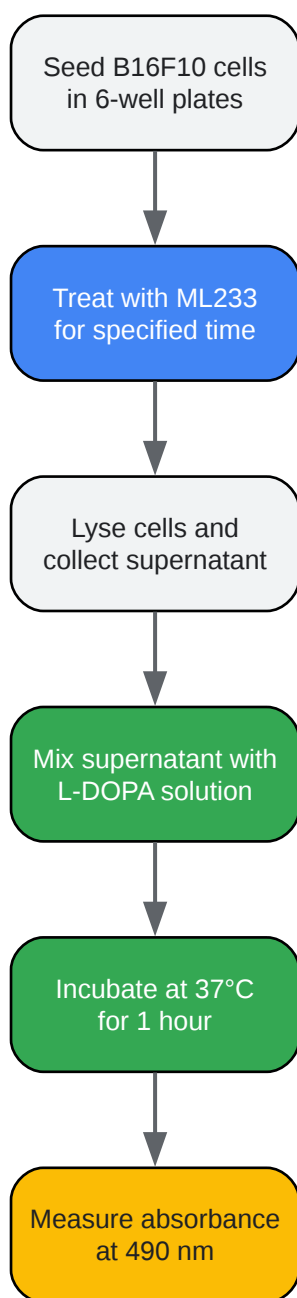 Seed B16F10 cells
in 6-well plates
Treat with ML233
for specified time
Lyse cells and
collect supernatant
Mix supernatant with
L-DOPA solution
Incubate at 37°C
for 1 hour
Measure absorbance
at 490 nm